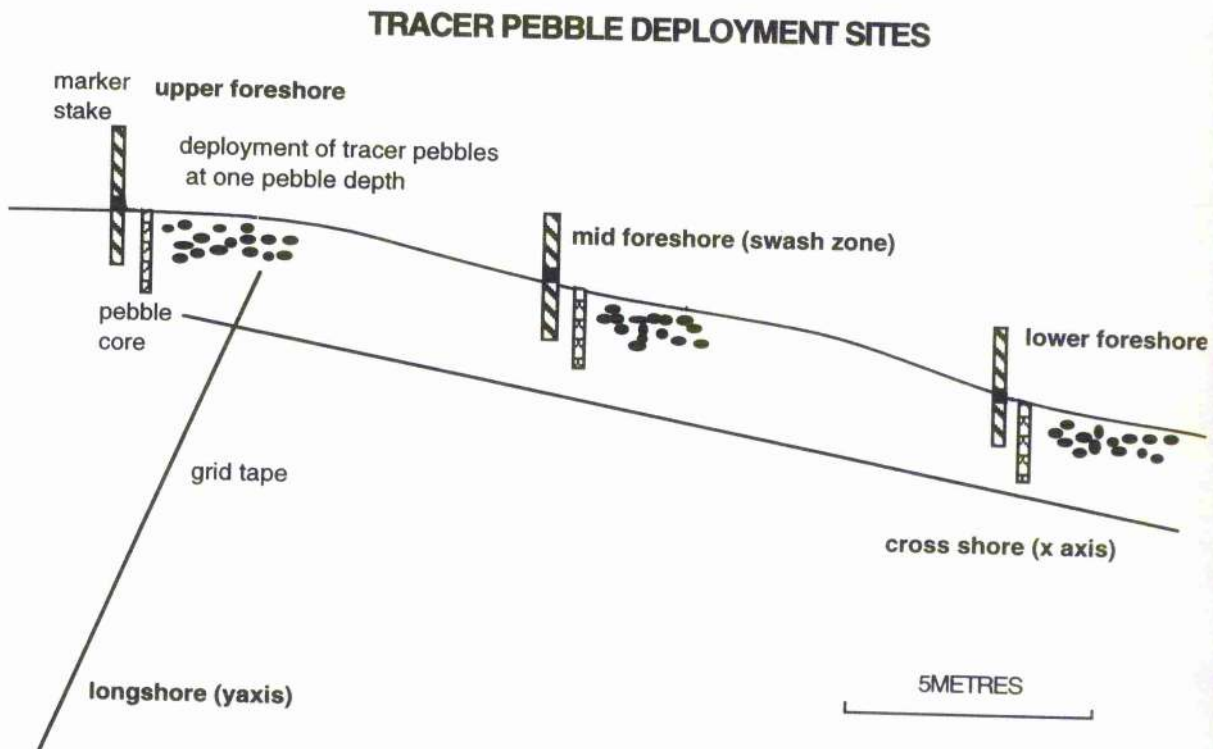 TRACER PEBBLE DEPLOYMENT SITES
marker
stake
upper foreshore
deployment of tracer pebbles
at one pebble depth
mid foreshore (swash zone)
pebble
core
lower foreshore
grid tape
cross shore (x axis)
longshore (yaxis)
5METRES